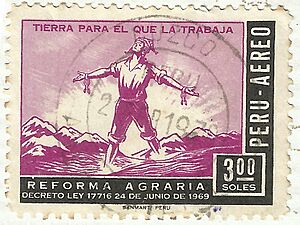 TIERRA PARA EL QUE LA TRABAJA
PERU-AEREO
3.00
SOLES
REFORMA AGRARIA
DECRETO LEY 17716 24 DE JUNIO DE 1969